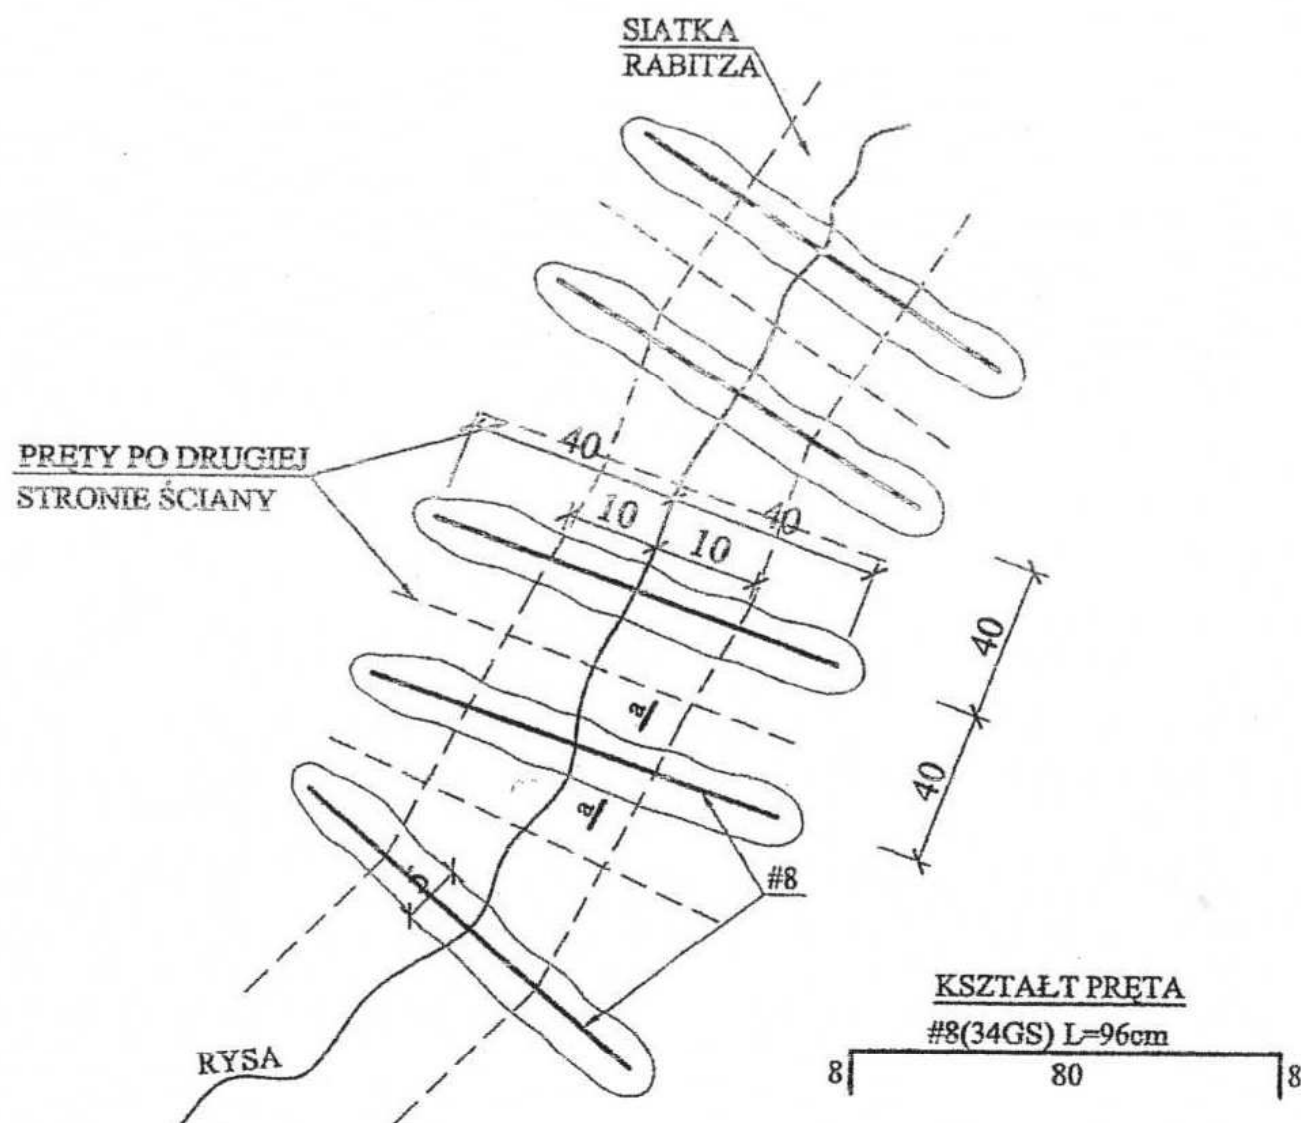 SIATKA
RABITZA
40
PRĘTY PO DRUGIEJ
STRONIE ŚCIANY
10
40
10
40
a
40
a
#8
5
KSZTAŁT PRĘTA
#8(34GS) L=96cm
RYSA
8
80
8